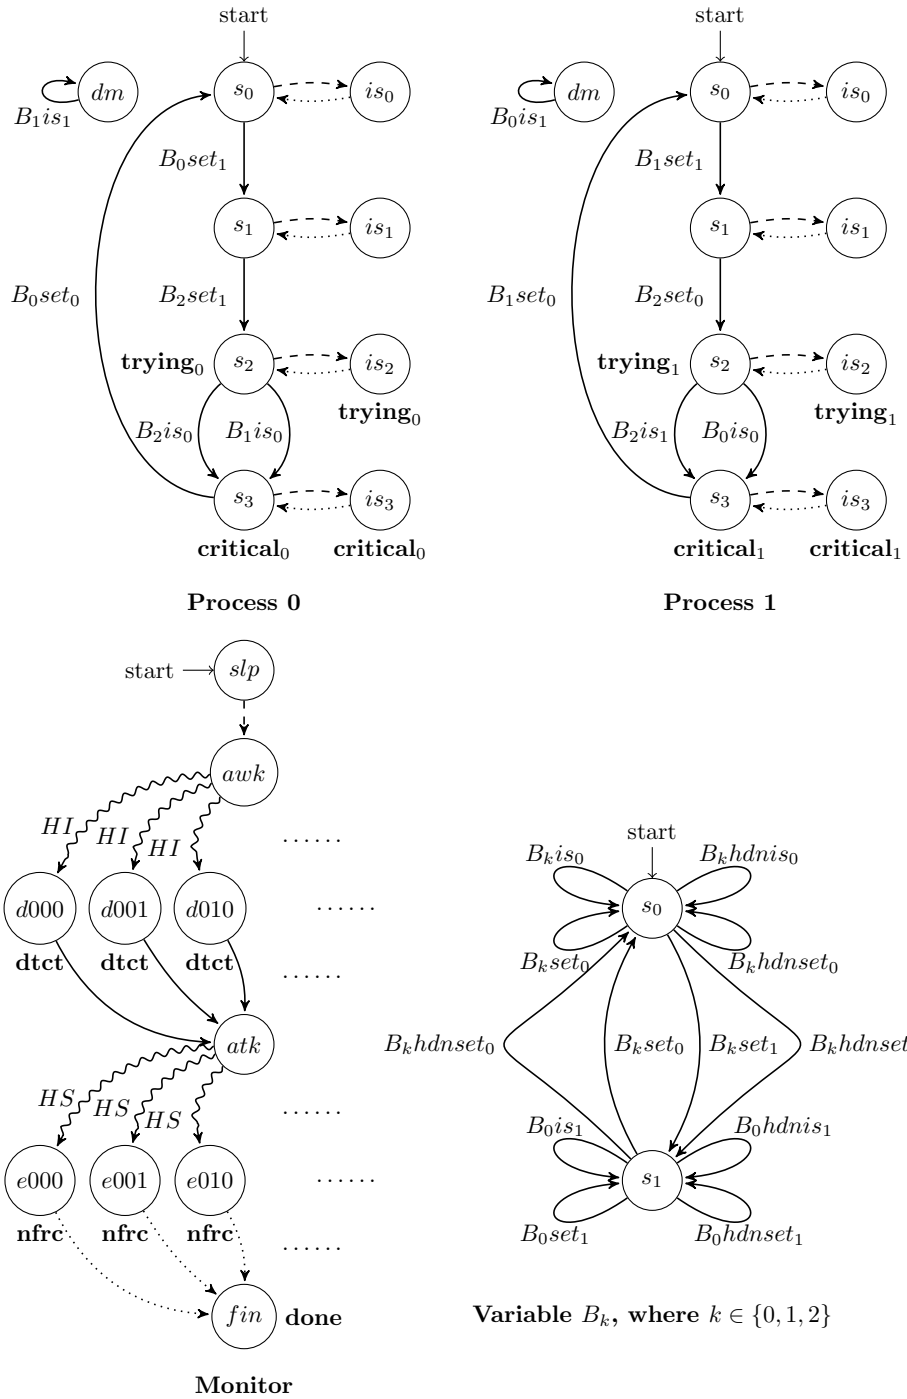 start
start
dm
s0
is0
dm
s0
is0
B1is1
B0is1
B0set1
B1set1
s1
is1
s1
is1
B0set0
B2set1
B1set0
B2set0
trying0
s2
is2
trying1
s2
is2
trying0
trying1
B2is0
B1is0
B2is1
B0is0
s3
is3
s3
is3
critical0
critical0
critical1
critical1
Process 0
Process 1
start
slp
awk
HI
HI
HI
......
d000
d001
d010
......
dtct
dtct
dtct
......
atk
HS
HS
HS
......
e000
e001
e010
......
nfrc
nfrc
nfrc
......
fin
done
Monitor
start
Bkis0
Bkhdnis0
s0
Bkset0
Bkhdnset0
Bkhdnset0
Bkset0
Bkset1
Bkhdnset
B0is1
B0hdnis1
s1
B0set1
B0hdnset1
Variable Bk, where k ∈ {0, 1, 2}